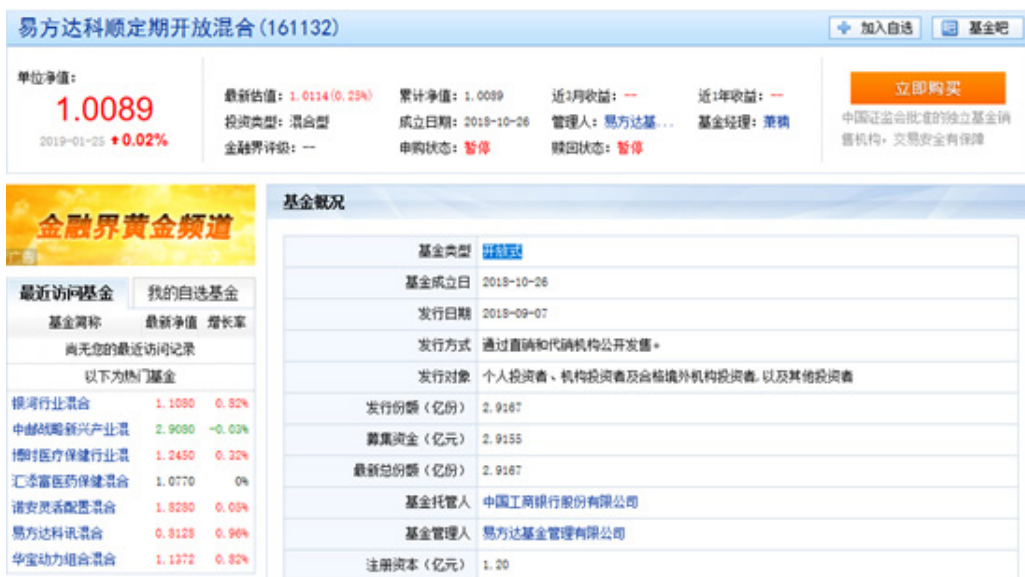 易方达科顺定期开放混合(161132)
加入自选
基金吧
单位净值：
1.0089
2019-01-25 0.02%
最新估值：1.0114(0.25%)
累计净值：1.0089
近3月收益：--
近1年收益：--
投资类型：混合型
成立日期：2018-10-26
管理人：易方达基...
基金经理：萧楠
金融界评级：--
申购状态：暂停
赎回状态：暂停
立即购买
中国证监会批准的独立基金销
售机构，交易安全有保障
金融界黄金频道
广告
最近访问基金 我的自选基金
基金简称 最新净值 增长率
尚无您的最近访问记录
以下为热门基金
银河行业混合 1.1080 0.82%
中邮战略新兴产业混 2.9080 -0.03%
博时医疗保健行业混 1.2450 0.32%
汇添富医药保健混合 1.0770 0%
诺安灵活配置混合 1.8280 0.05%
易方达科讯混合 0.8128 0.96%
华宝动力组合混合 1.1372 0.82%
基金概况
基金类型 开放式
基金成立日 2018-10-26
发行日期 2018-09-07
发行方式 通过直销和代销机构公开发售。
发行对象 个人投资者、机构投资者及合格境外机构投资者,以及其他投资者
发行份额（亿份） 2.9167
募集资金（亿元） 2.9155
最新总份额（亿份） 2.9167
基金托管人 中国工商银行股份有限公司
基金管理人 易方达基金管理有限公司
注册资本（亿元） 1.20